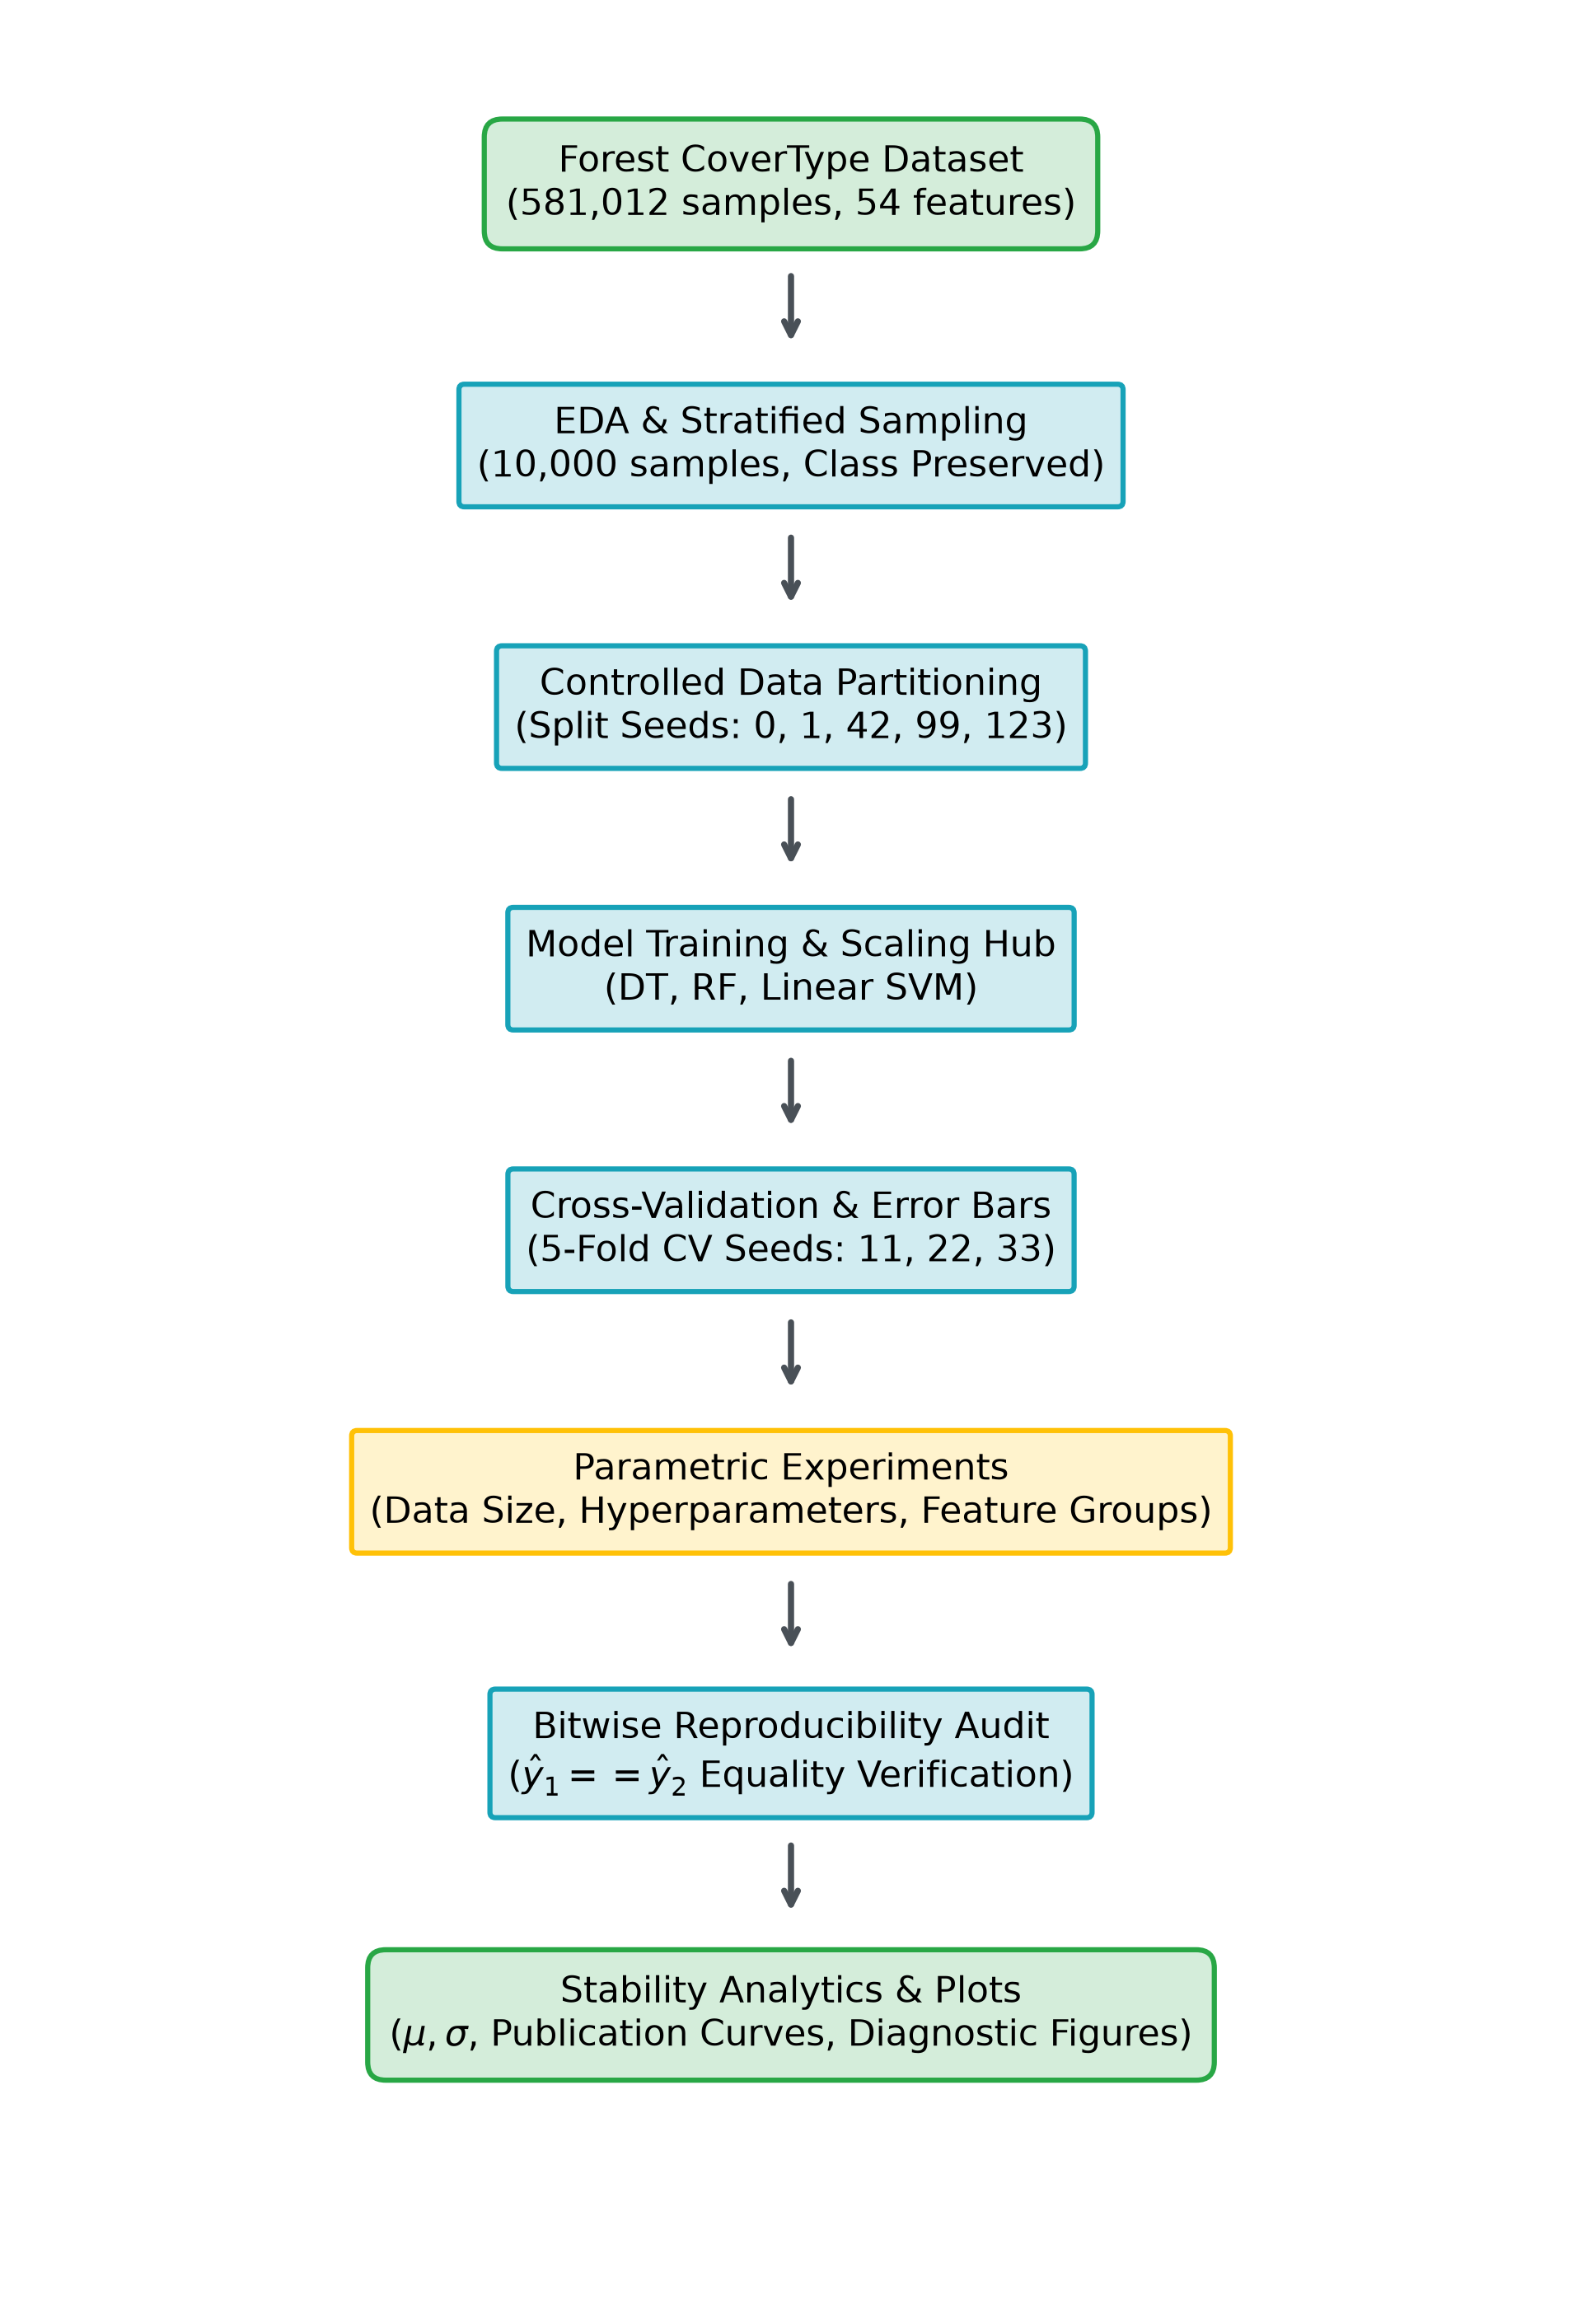 Forest CoverType Dataset
(581,012 samples, 54 features)
EDA & Stratified Sampling
(10,000 samples, Class Preserved)
Controlled Data Partitioning
(Split Seeds: 0, 1, 42, 99, 123)
Model Training & Scaling Hub
(DT, RF, Linear SVM)
Cross-Validation & Error Bars
(5-Fold CV Seeds: 11, 22, 33)
Parametric Experiments
(Data Size, Hyperparameters, Feature Groups)
Bitwise Reproducibility Audit
(ŷ₁ = = ŷ₂ Equality Verification)
Stability Analytics & Plots
(μ, σ, Publication Curves, Diagnostic Figures)